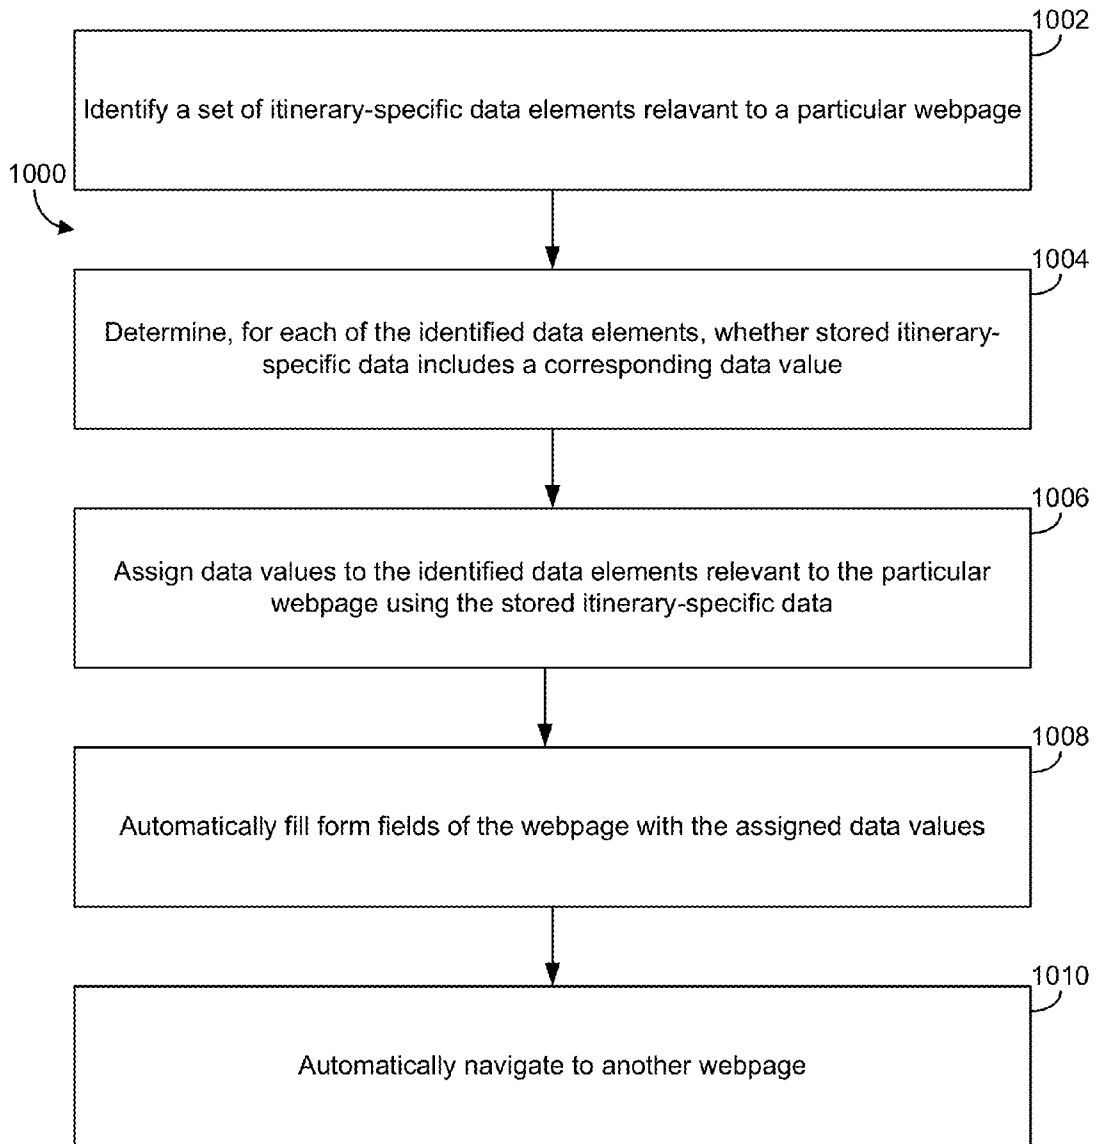 1002
Identify a set of itinerary-specific data elements relavant to a particular webpage
1000
1004
Determine, for each of the identified data elements, whether stored itinerary-
specific data includes a corresponding data value
1006
Assign data values to the identified data elements relevant to the particular
webpage using the stored itinerary-specific data
1008
Automatically fill form fields of the webpage with the assigned data values
1010
Automatically navigate to another webpage